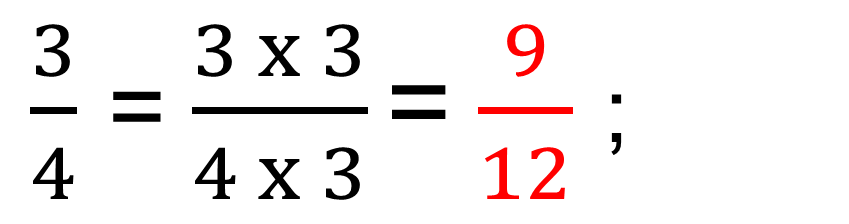 3/4 = 3 x 3/4 x 3 = 9/12 ;